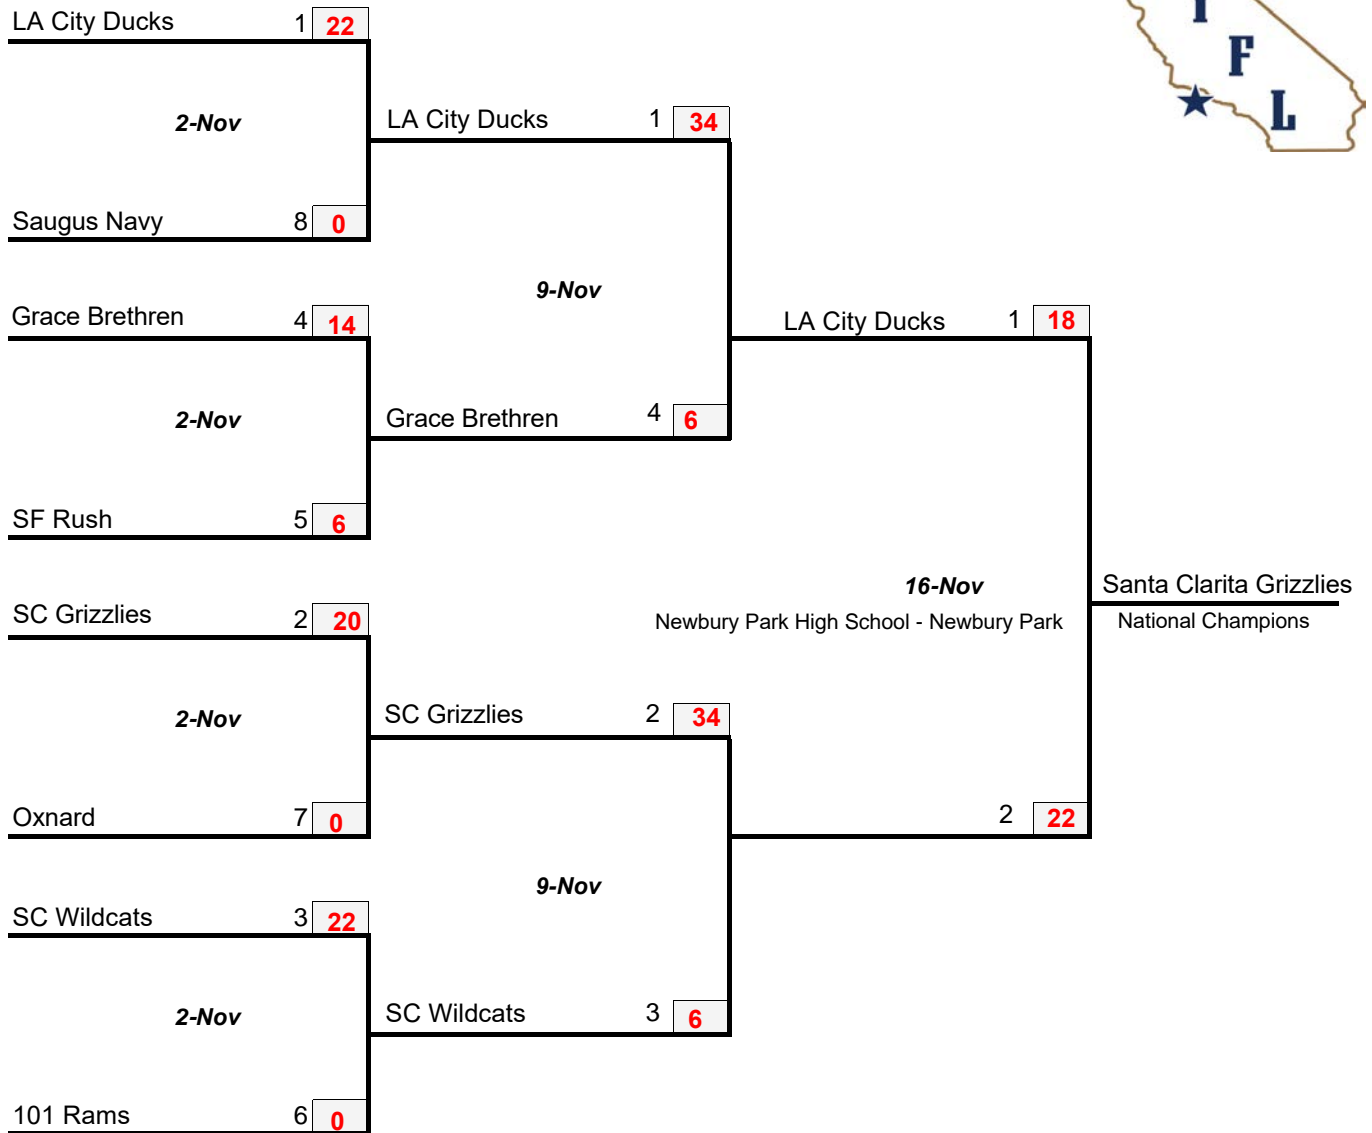 LA City Ducks 1 22
2-Nov
Saugus Navy 8 0
Grace Brethren 4 14
2-Nov
SF Rush 5 6
SC Grizzlies 2 20
2-Nov
Oxnard 7 0
SC Wildcats 3 22
2-Nov
101 Rams 6 0
LA City Ducks 1 34
9-Nov
Grace Brethren 4 6
SC Grizzlies 2 34
9-Nov
SC Wildcats 3 6
LA City Ducks 1 18
16-Nov
Newbury Park High School - Newbury Park
2 22
Santa Clarita Grizzlies
National Champions
F
L